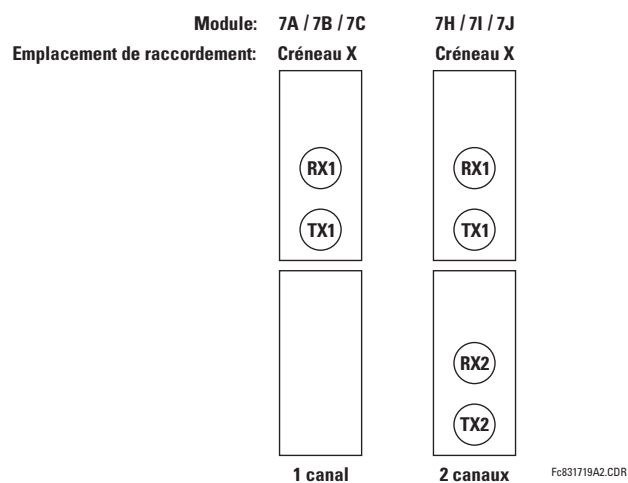 Module: 7A / 7B / 7C 7H / 7I / 7J
Emplacement de raccordement: Créneau X Créneau X
RX1 RX1
TX1 TX1
RX2
TX2
1 canal 2 canaux Fc831719A2.CDR